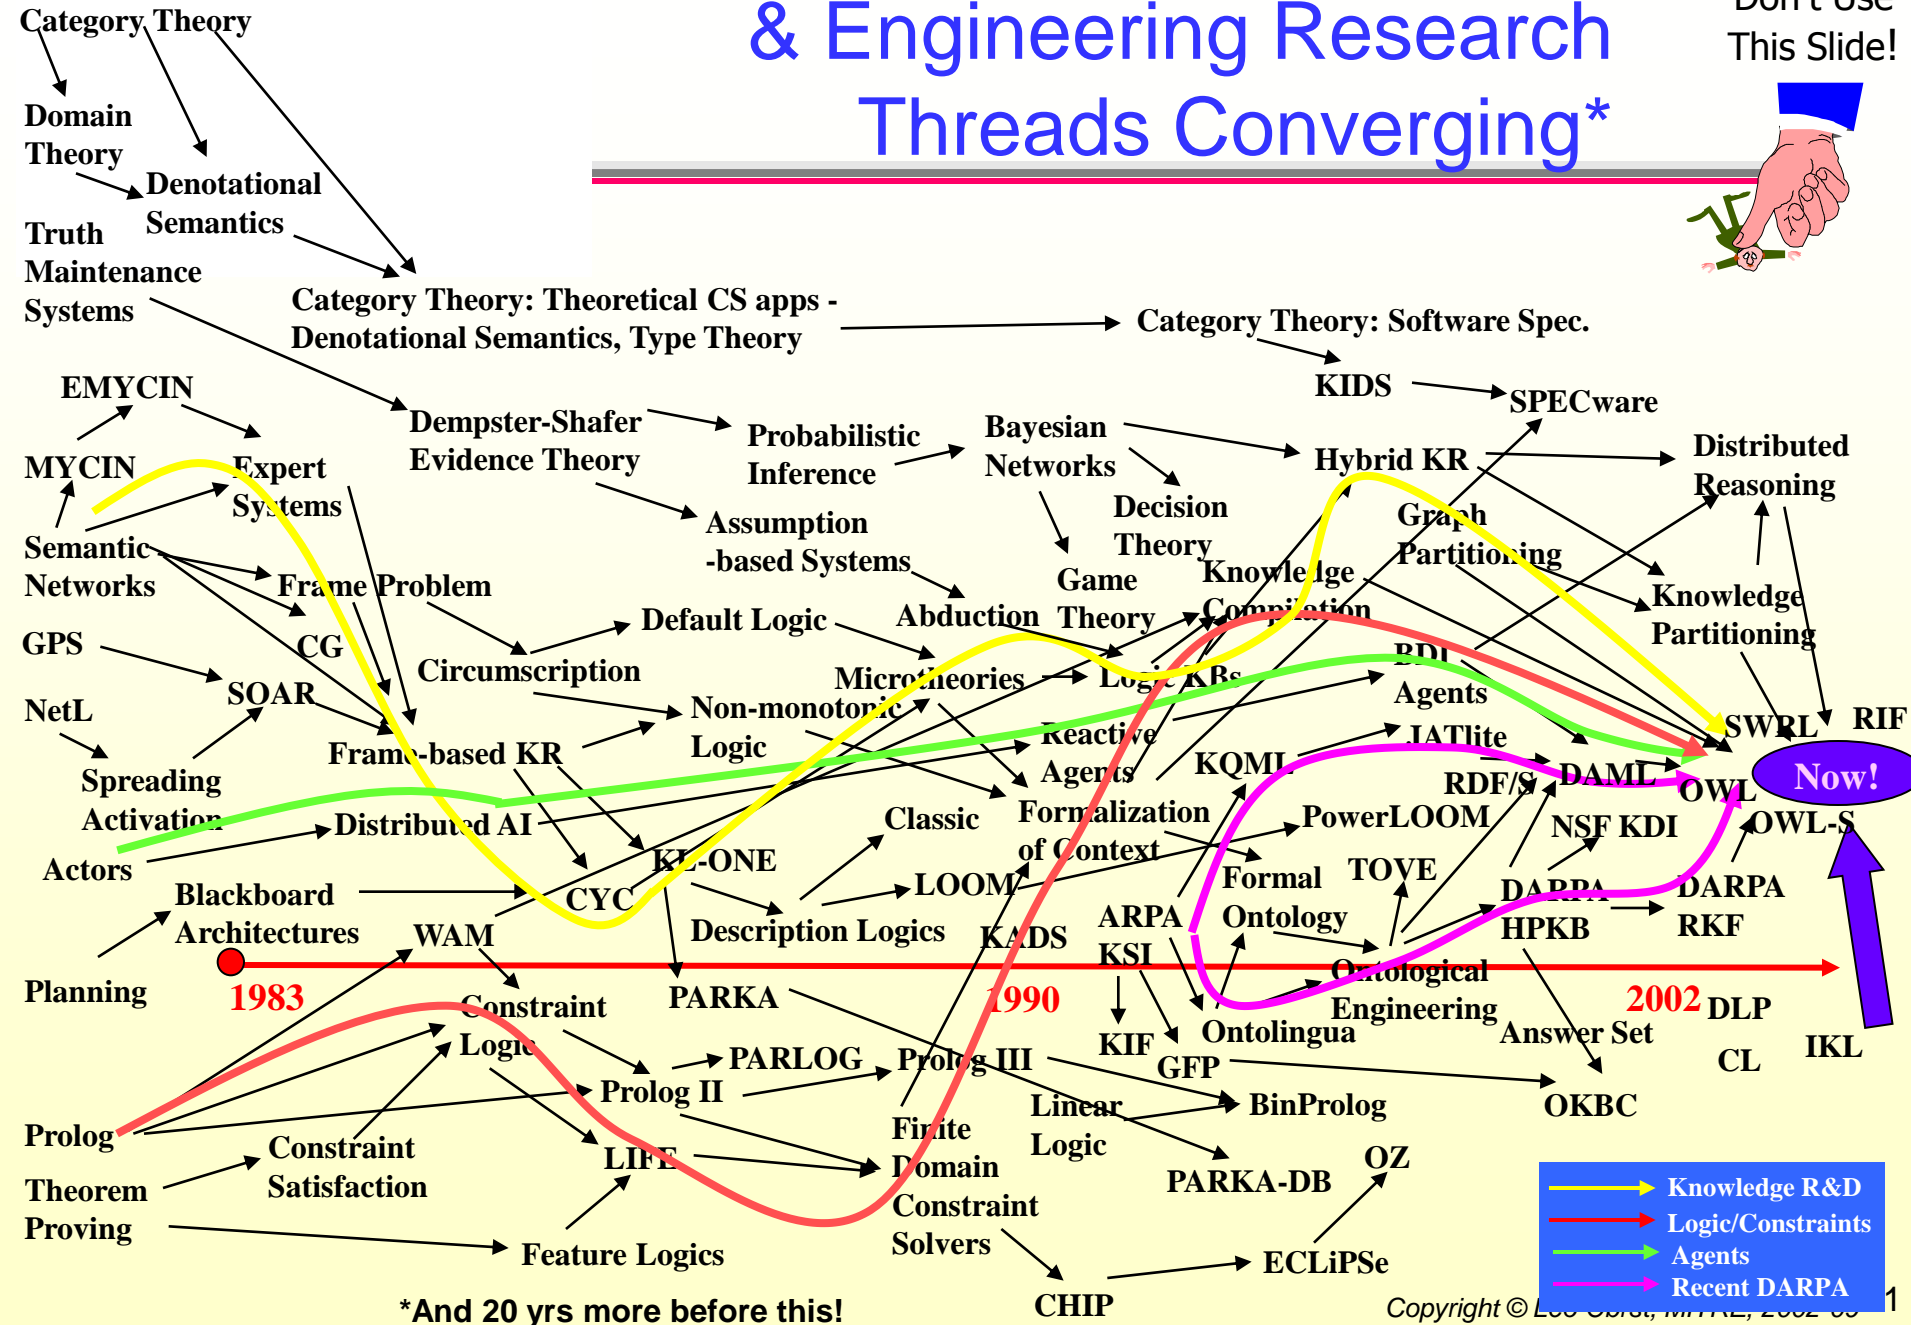 Category Theory
& Engineering Research
Threads Converging*
Don't Use
This Slide!
Domain
Theory
Denotational
Semantics
Truth
Maintenance
Systems
Category Theory: Theoretical CS apps -
Denotational Semantics, Type Theory
Category Theory: Software Spec.
KIDS
SPECware
EMYCIN
MYCIN
Expert
Systems
Dempster-Shafer
Evidence Theory
Probabilistic
Inference
Bayesian
Networks
Hybrid KR
Distributed
Reasoning
Semantic
Networks
Assumption
-based Systems
Decision
Theory
Graph
Partitioning
Frame Problem
CG
Game
Theory
Knowledge
Compilation
Knowledge
Partitioning
GPS
SOAR
Circumscription
Default Logic
Abduction
Microtheories
Logic KBs
BDI
Agents
NetL
Spreading
Activation
Frame-based KR
Non-monotonic
Logic
Reactive
Agents
KQML
JATlite
RDF/S
DAML
SWRL
RIF
OWL
Now!
OWL-S
Actors
Distributed AI
KL-ONE
CYC
Classic
LOOM
Formalization
of Context
PowerLOOM
NSF KDI
Formal
Ontology
TOVE
DARPA
HPKB
DARPA
RKF
Blackboard
Architectures
WAM
Description Logics
KADS
ARPA
KSI
Ontological
Engineering
Planning
1983
1990
2002
PARKA
Constraint
Logic
KIF
GFP
Ontolingua
Answer Set
DLP
CL
IKL
OKBC
Prolog
Prolog II
PARLOG
Prolog III
Linear
Logic
BinProlog
Theorem
Proving
Constraint
Satisfaction
LIFE
Feature Logics
Finite
Domain
Constraint
Solvers
PARKA-DB
OZ
ECLiPSe
CHIP
Knowledge R&D
Logic/Constraints
Agents
Recent DARPA
*And 20 yrs more before this!
Copyright © Leo Obrst, MITRE, 2002-
1